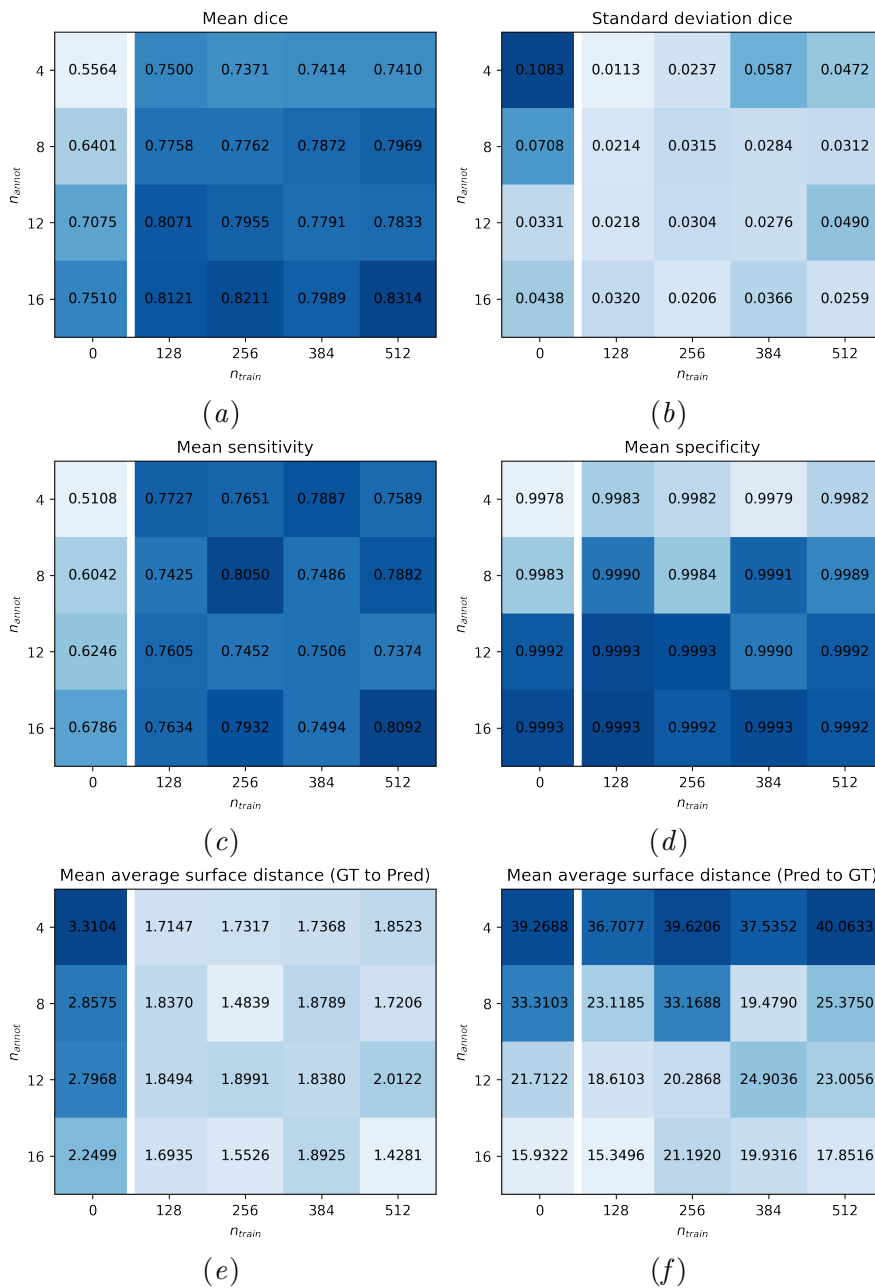 Mean dice
4 0.5564 0.7500 0.7371 0.7414 0.7410
8 0.6401 0.7758 0.7762 0.7872 0.7969
12 0.7075 0.8071 0.7955 0.7791 0.7833
16 0.7510 0.8121 0.8211 0.7989 0.8314
n_annot
0 128 256 384 512
n_train
(a)
Standard deviation dice
4 0.1083 0.0113 0.0237 0.0587 0.0472
8 0.0708 0.0214 0.0315 0.0284 0.0312
12 0.0331 0.0218 0.0304 0.0276 0.0490
16 0.0438 0.0320 0.0206 0.0366 0.0259
n_annot
0 128 256 384 512
n_train
(b)
Mean sensitivity
4 0.5108 0.7727 0.7651 0.7887 0.7589
8 0.6042 0.7425 0.8050 0.7486 0.7882
12 0.6246 0.7605 0.7452 0.7506 0.7374
16 0.6786 0.7634 0.7932 0.7494 0.8092
n_annot
0 128 256 384 512
n_train
(c)
Mean specificity
4 0.9978 0.9983 0.9982 0.9979 0.9982
8 0.9983 0.9990 0.9984 0.9991 0.9989
12 0.9992 0.9993 0.9993 0.9990 0.9992
16 0.9993 0.9993 0.9992 0.9993 0.9992
n_annot
0 128 256 384 512
n_train
(d)
Mean average surface distance (GT to Pred)
4 3.3104 1.7147 1.7317 1.7368 1.8523
8 2.8575 1.8370 1.4839 1.8789 1.7206
12 2.7968 1.8494 1.8991 1.8380 2.0122
16 2.2499 1.6935 1.5526 1.8925 1.4281
n_annot
0 128 256 384 512
n_train
(e)
Mean average surface distance (Pred to GT)
4 39.2688 36.7077 39.6206 37.5352 40.0633
8 33.3103 23.1185 33.1688 19.4790 25.3750
12 21.7122 18.6103 20.2868 24.9036 23.0056
16 15.9322 15.3496 21.1920 19.9316 17.8516
n_annot
0 128 256 384 512
n_train
(f)